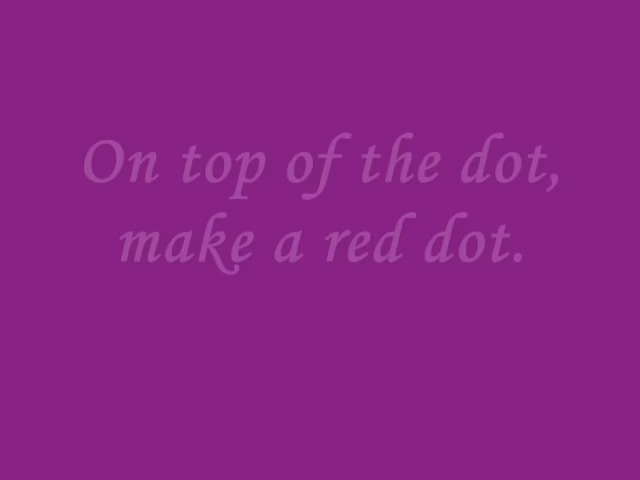 On top of the dot,
make a red dot.